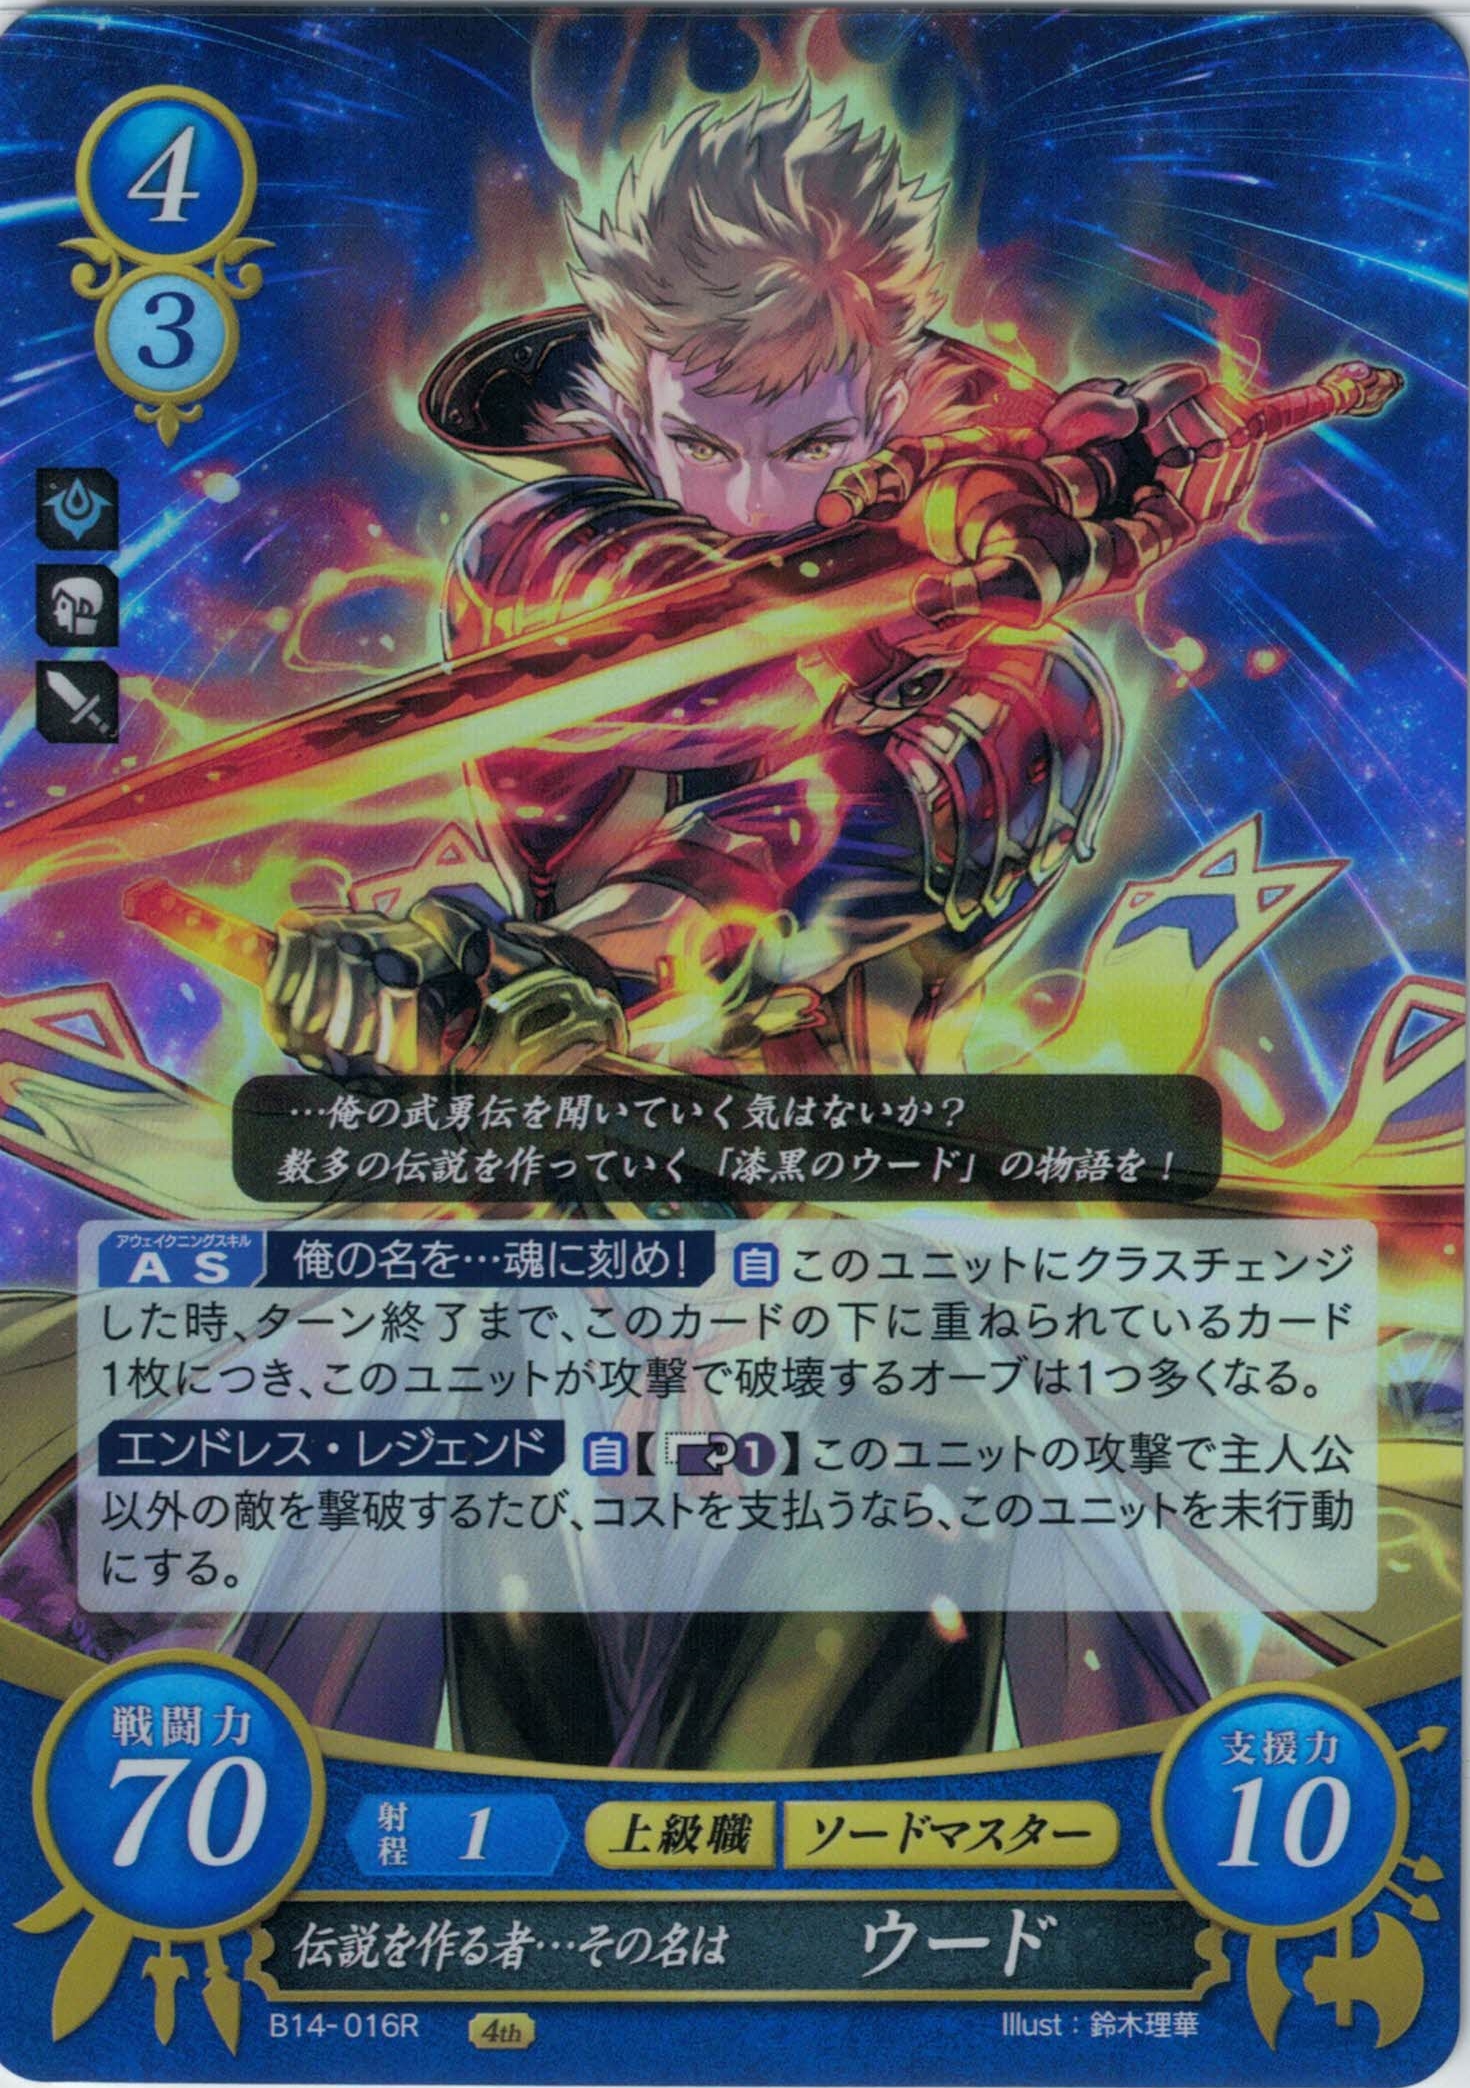 4
3
…俺の武勇伝を聞いていく気はないか？
数多の伝説を作っていく「漆黒のウード」の物語を！
アウェイクニングスキル
AS 俺の名を…魂に刻め！ 自 このユニットにクラスチェンジ
した時、ターン終了まで、このカードの下に重ねられているカード
1枚につき、このユニットが攻撃で破壊するオーブは1つ多くなる。
エンドレス・レジェンド 自【1】このユニットの攻撃で主人公
以外の敵を撃破するたび、コストを支払うなら、このユニットを未行動
にする。
戦闘力
70
射程 1
上級職 ソードマスター
支援力
10
伝説を作る者…その名は ウード
B14-016R 4th Illust：鈴木理華